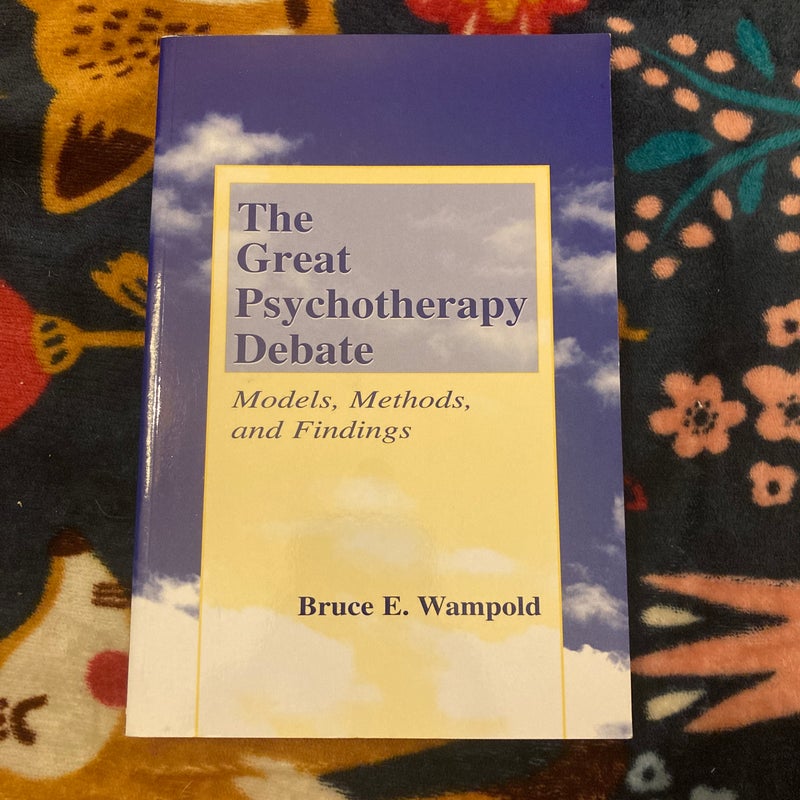 The
Great
Psychotherapy
Debate
Models, Methods,
and Findings
Bruce E. Wampold